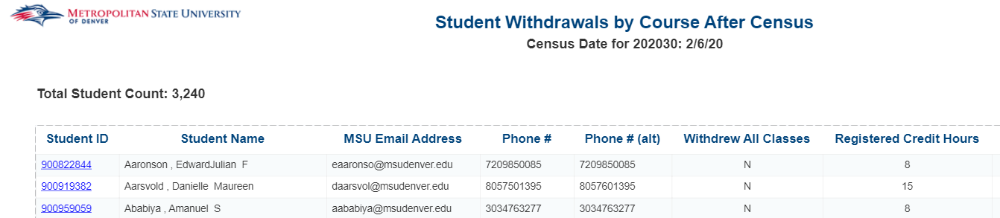 METROPOLITAN STATE UNIVERSITY
OF DENVER
Student Withdrawals by Course After Census
Census Date for 202030: 2/6/20
Total Student Count: 3,240
Student ID Student Name MSU Email Address Phone # Phone # (alt) Withdrew All Classes Registered Credit Hours
900822844 Aaronson , EdwardJulian F eaaronso@msudenver.edu 7209850085 7209850085 N 8
900919382 Aarsvold , Danielle Maureen daarsvol@msudenver.edu 8057501395 8057601395 N 15
900959059 Ababiya , Amanuel S aababiya@msudenver.edu 3034763277 3034763277 N 8